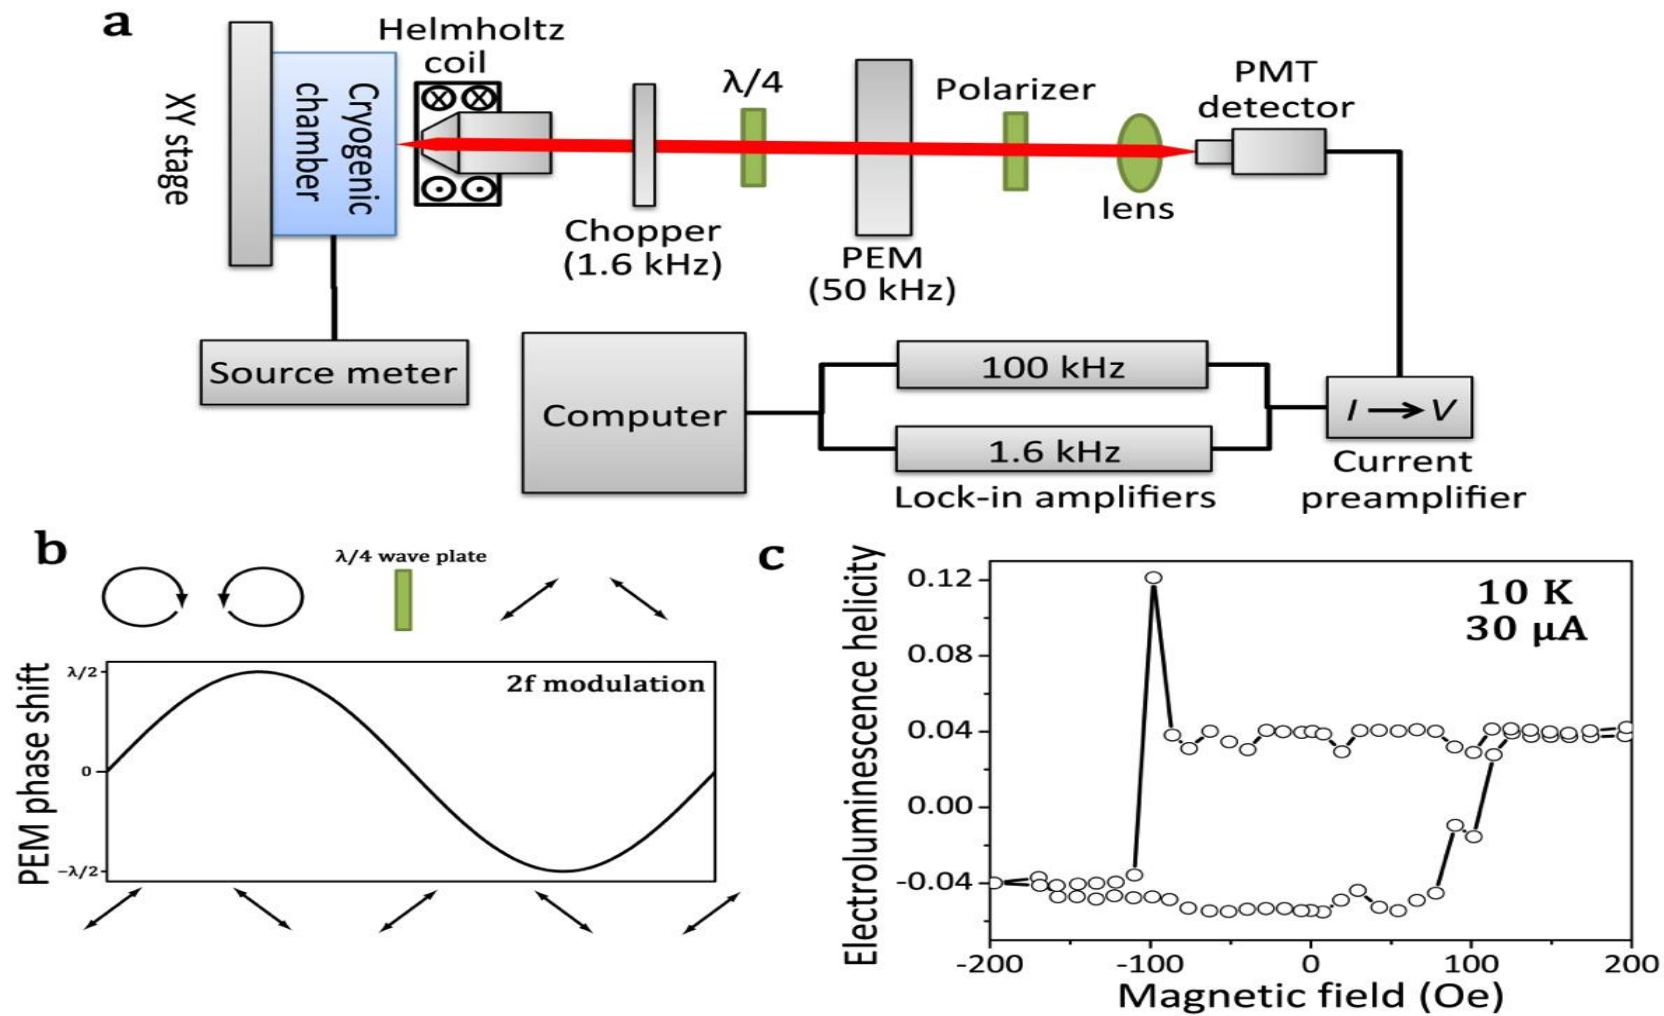 a
Helmholtz
coil
XY stage
Cryogenic
chamber
λ/4
Polarizer
PMT
detector
lens
Chopper
(1.6 kHz)
PEM
(50 kHz)
Source meter
Computer
100 kHz
1.6 kHz
Lock-in amplifiers
I → V
Current
preamplifier
b
λ/4 wave plate
PEM phase shift
λ/2
0
−λ/2
2f modulation
c
Electroluminescence helicity
0.12
0.08
0.04
0.00
-0.04
10 K
30 µA
-200
-100
0
100
200
Magnetic field (Oe)